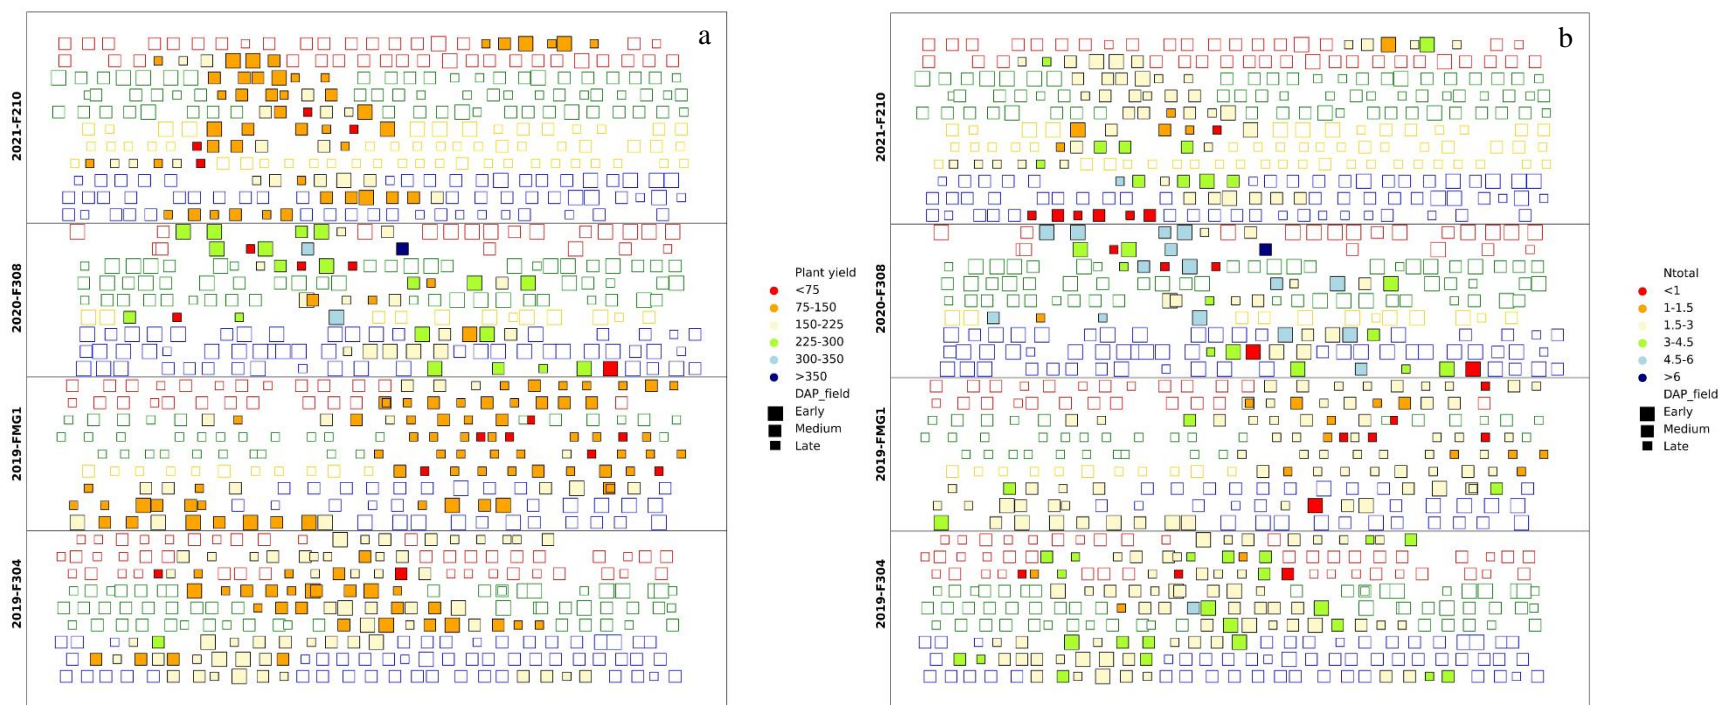 a
2021-F210
2020-F308
2019-FMG1
2019-F304
Plant yield
<75
75-150
150-225
225-300
300-350
>350
DAP_field
Early
Medium
Late
b
2021-F210
2020-F308
2019-FMG1
2019-F304
Ntotal
<1
1-1.5
1.5-3
3-4.5
4.5-6
>6
DAP_field
Early
Medium
Late